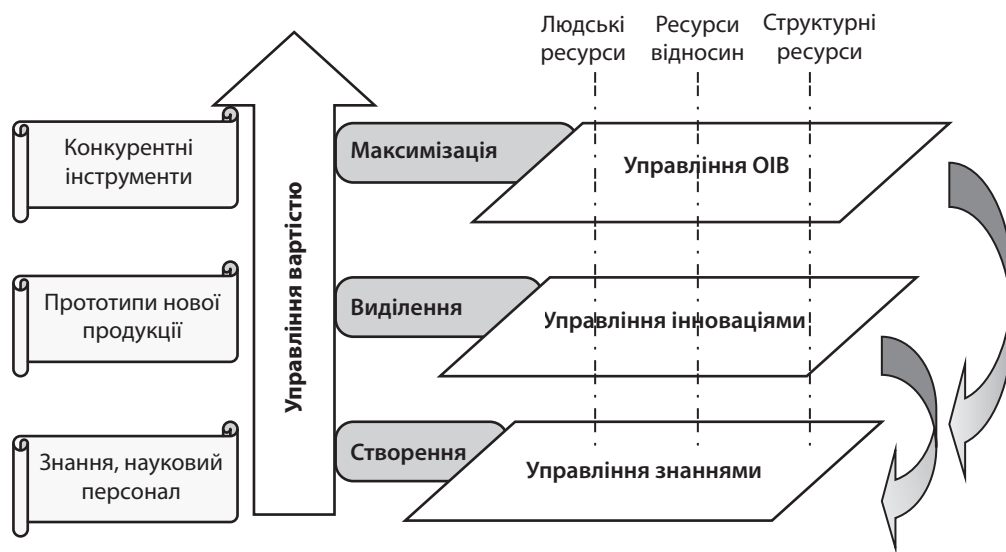 Людські
ресурси
Ресурси
відносин
Структурні
ресурси
Конкурентні
інструменти
Максимізація
Управління ОІВ
Управління вартістю
Прототипи нової
продукції
Виділення
Управління інноваціями
Знання, науковий
персонал
Створення
Управління знаннями